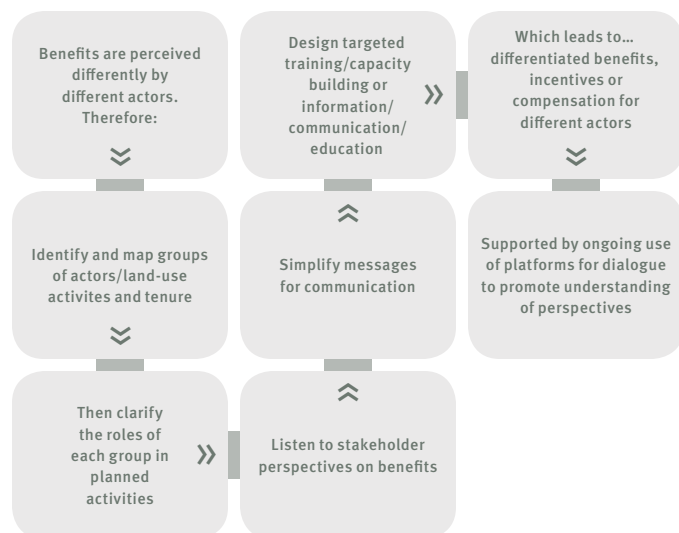 Benefits are perceived
differently by
different actors.
Therefore:
Identify and map groups
of actors/land-use
activites and tenure
Then clarify
the roles of
each group in
planned
activities
Listen to stakeholder
perspectives on benefits
Simplify messages
for communication
Design targeted
training/capacity
building or
information/
communication/
education
Which leads to...
differentiated benefits,
incentives or
compensation for
different actors
Supported by ongoing use
of platforms for dialogue
to promote understanding
of perspectives